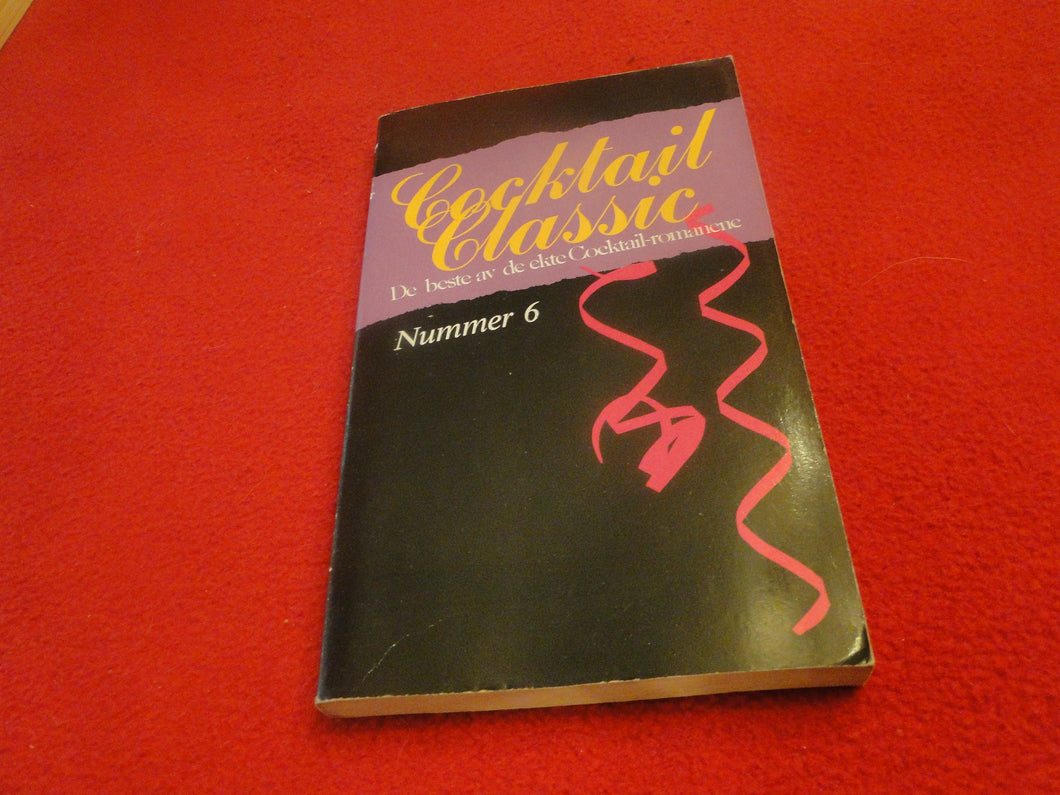 Cocktail
Classic
De beste av de ekte Cocktail-romanene
Nummer 6